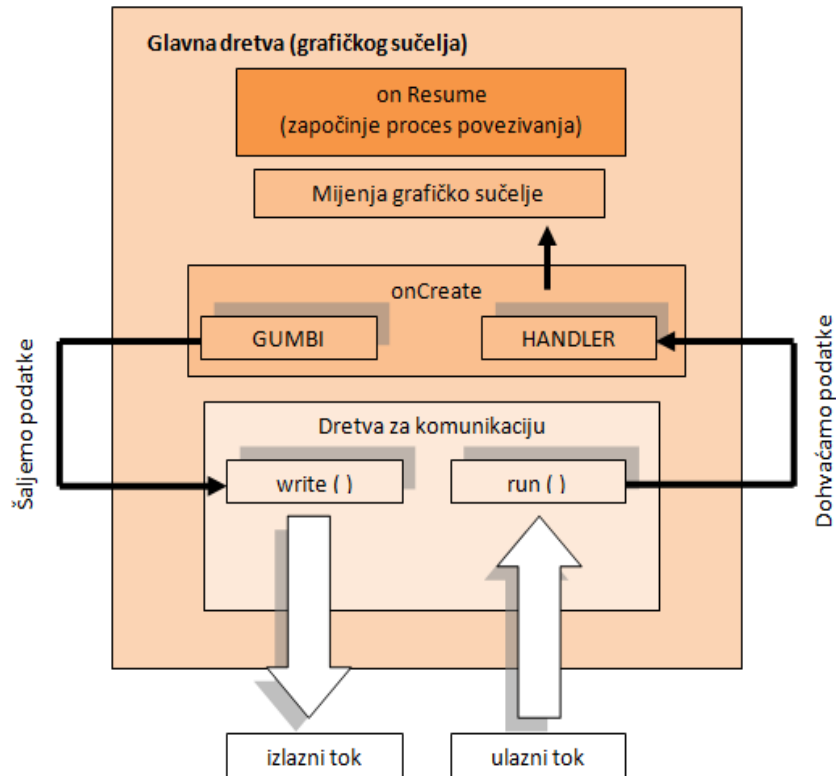 Glavna dretva (grafičkog sučelja)
on Resume
(započinje proces povezivanja)
Mijenja grafičko sučelje
onCreate
GUMBI
HANDLER
Šaljemo podatke
Dohvaćamo podatke
Dretva za komunikaciju
write ( )
run ( )
izlazni tok
ulazni tok